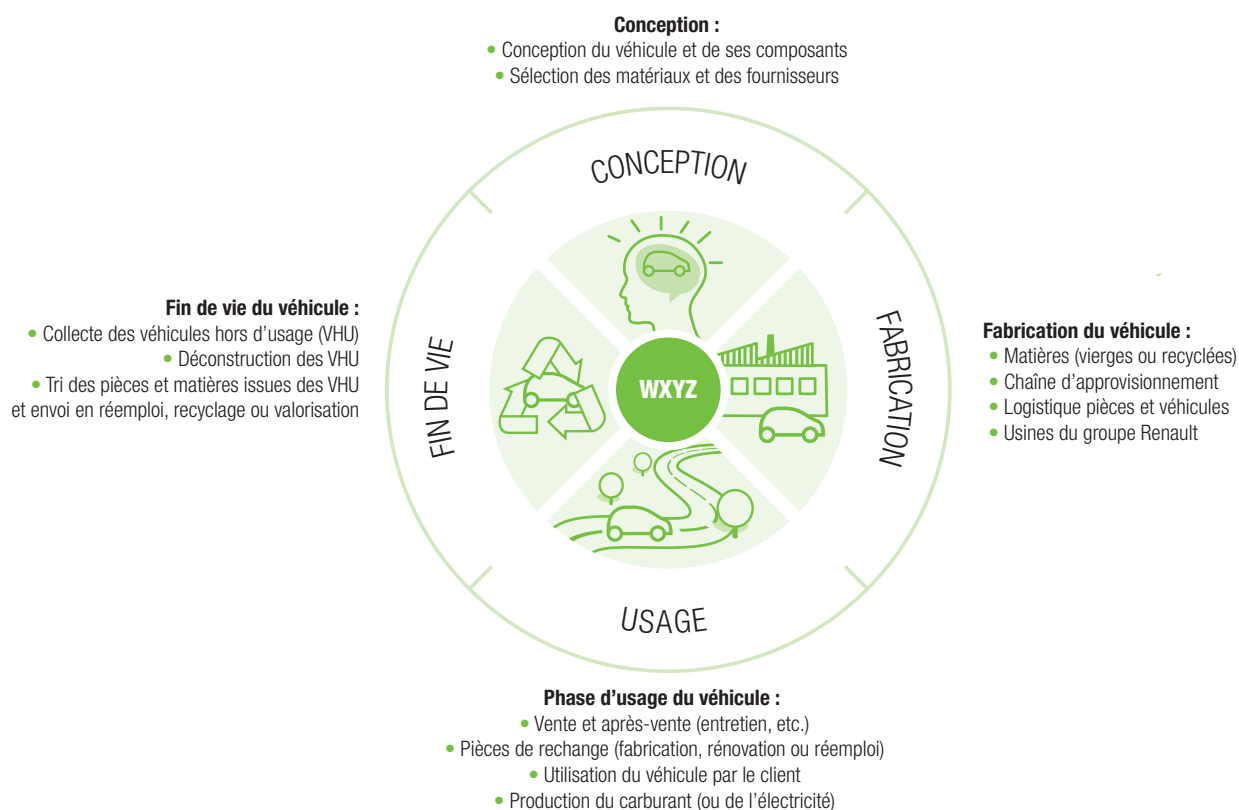 Conception :
• Conception du véhicule et de ses composants
• Sélection des matériaux et des fournisseurs
CONCEPTION
Fin de vie du véhicule :
• Collecte des véhicules hors d’usage (VHU)
• Déconstruction des VHU
• Tri des pièces et matières issues des VHU
et envoi en réemploi, recyclage ou valorisation
FIN DE VIE
WXYZ
FABRICATION
Fabrication du véhicule :
• Matières (vierges ou recyclées)
• Chaîne d’approvisionnement
• Logistique pièces et véhicules
• Usines du groupe Renault
USAGE
Phase d’usage du véhicule :
• Vente et après-vente (entretien, etc.)
• Pièces de rechange (fabrication, rénovation ou réemploi)
• Utilisation du véhicule par le client
• Production du carburant (ou de l’électricité)